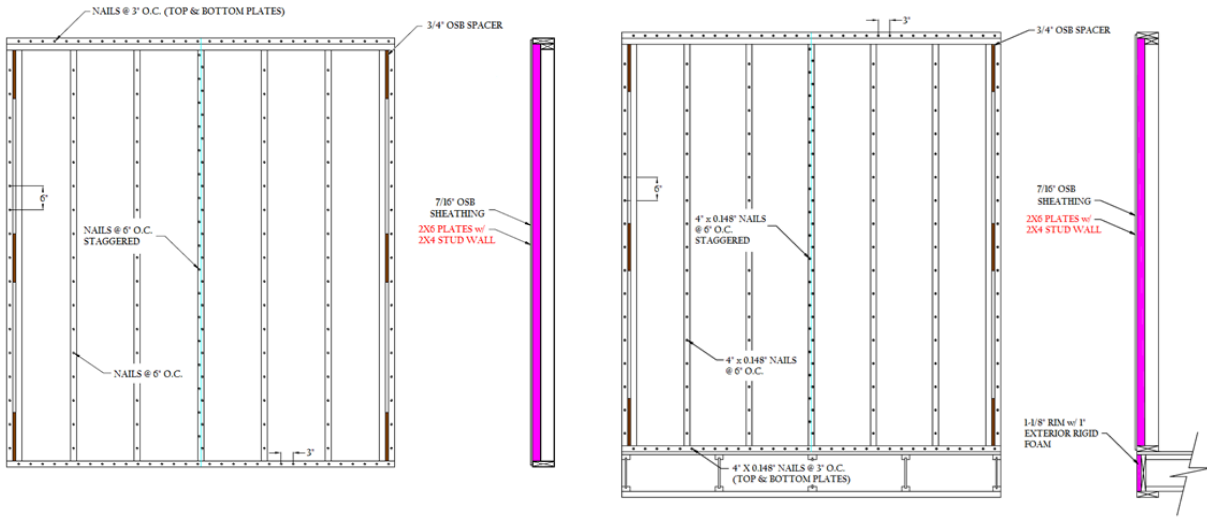 NAILS @ 3" O.C. (TOP & BOTTOM PLATES)
3/4" OSB SPACER
6"
NAILS @ 6" O.C.
STAGGERED
NAILS @ 6" O.C.
3"
7/16" OSB
SHEATHING
2X6 PLATES w/
2X4 STUD WALL
3"
3/4" OSB SPACER
6"
4" x 0.148" NAILS
@ 6" O.C.
STAGGERED
4" x 0.148" NAILS
@ 6" O.C.
4" X 0.148" NAILS @ 3" O.C.
(TOP & BOTTOM PLATES)
7/16" OSB
SHEATHING
2X6 PLATES w/
2X4 STUD WALL
1-1/8" RIM w/ 1"
EXTERIOR RIGID
FOAM